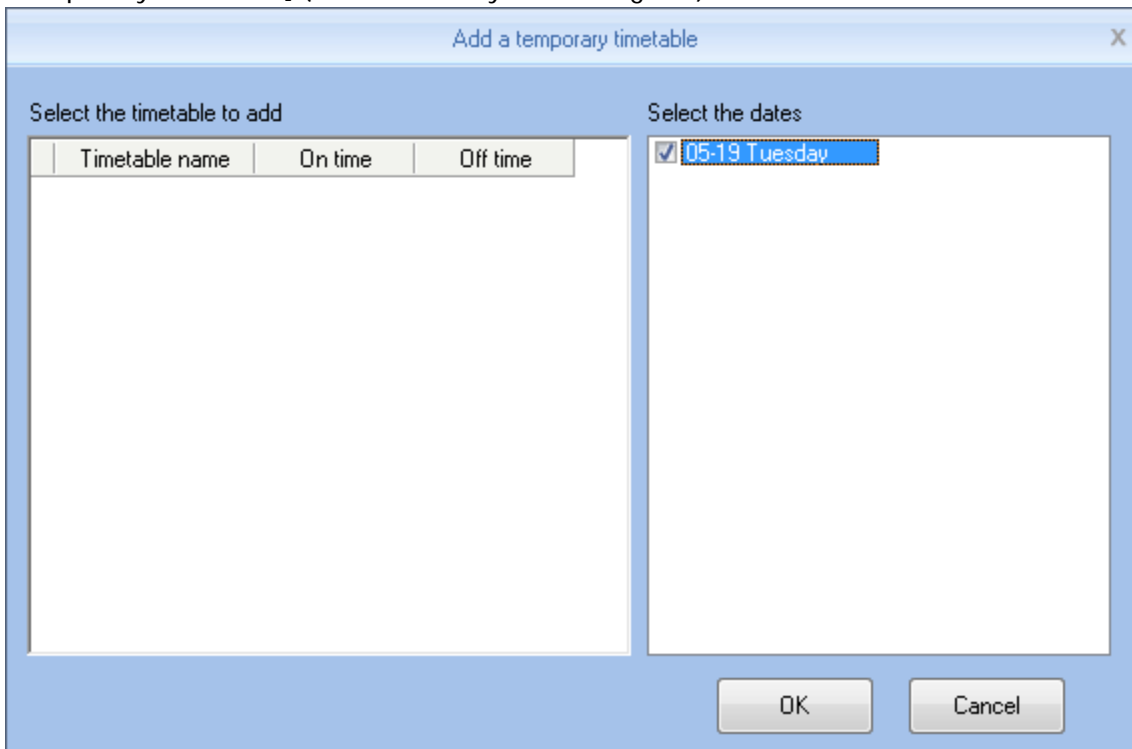 Add a temporary timetable
X
Select the timetable to add
Select the dates
Timetable name
On time
Off time
05-19 Tuesday
OK
Cancel